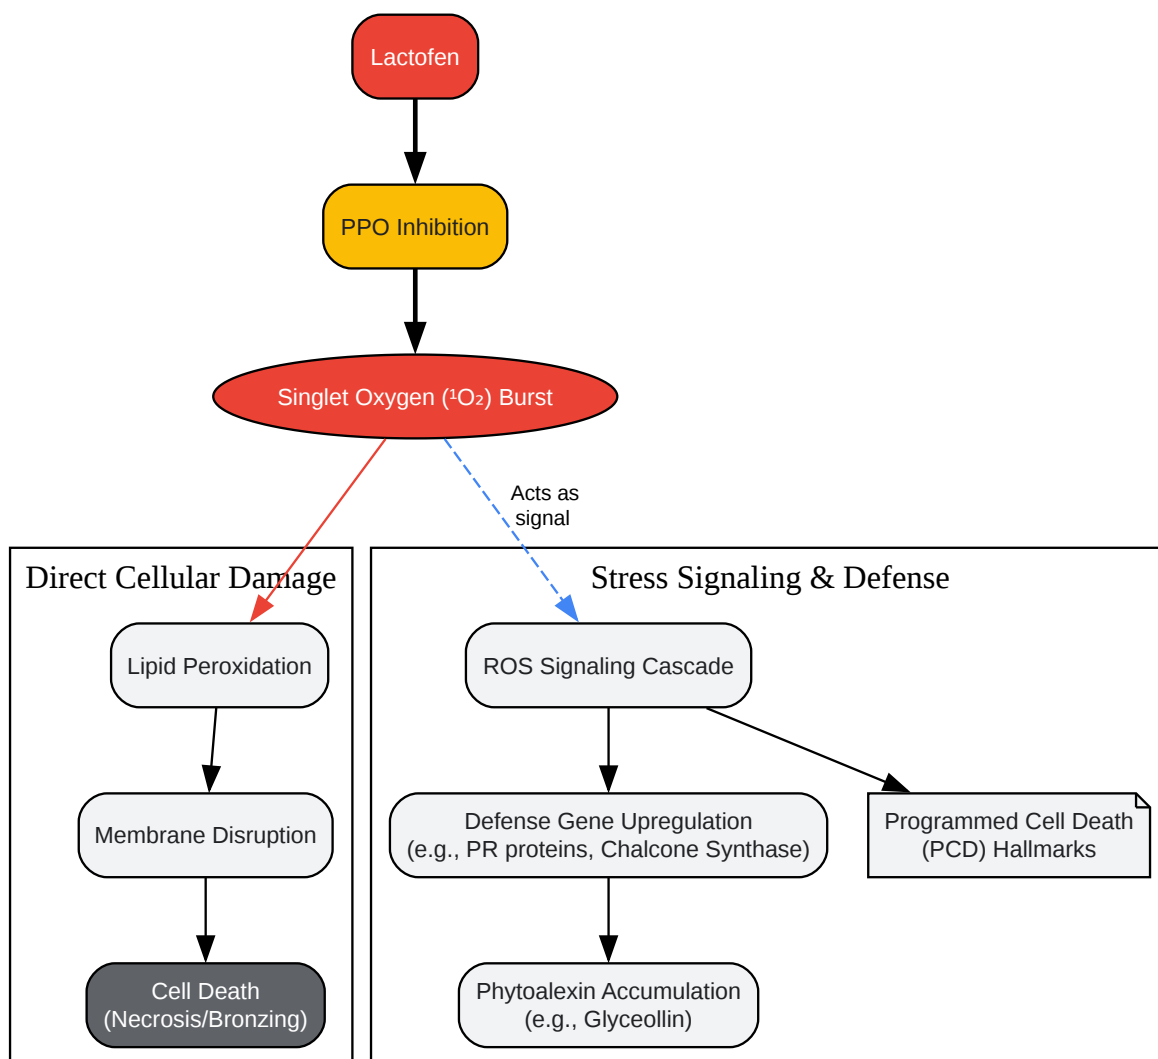 Lactofen
PPO Inhibition
Singlet Oxygen (¹O₂) Burst
Acts as
signal
Direct Cellular Damage
Stress Signaling & Defense
Lipid Peroxidation
ROS Signaling Cascade
Membrane Disruption
Defense Gene Upregulation
(e.g., PR proteins, Chalcone Synthase)
Programmed Cell Death
(PCD) Hallmarks
Cell Death
(Necrosis/Bronzing)
Phytoalexin Accumulation
(e.g., Glyceollin)